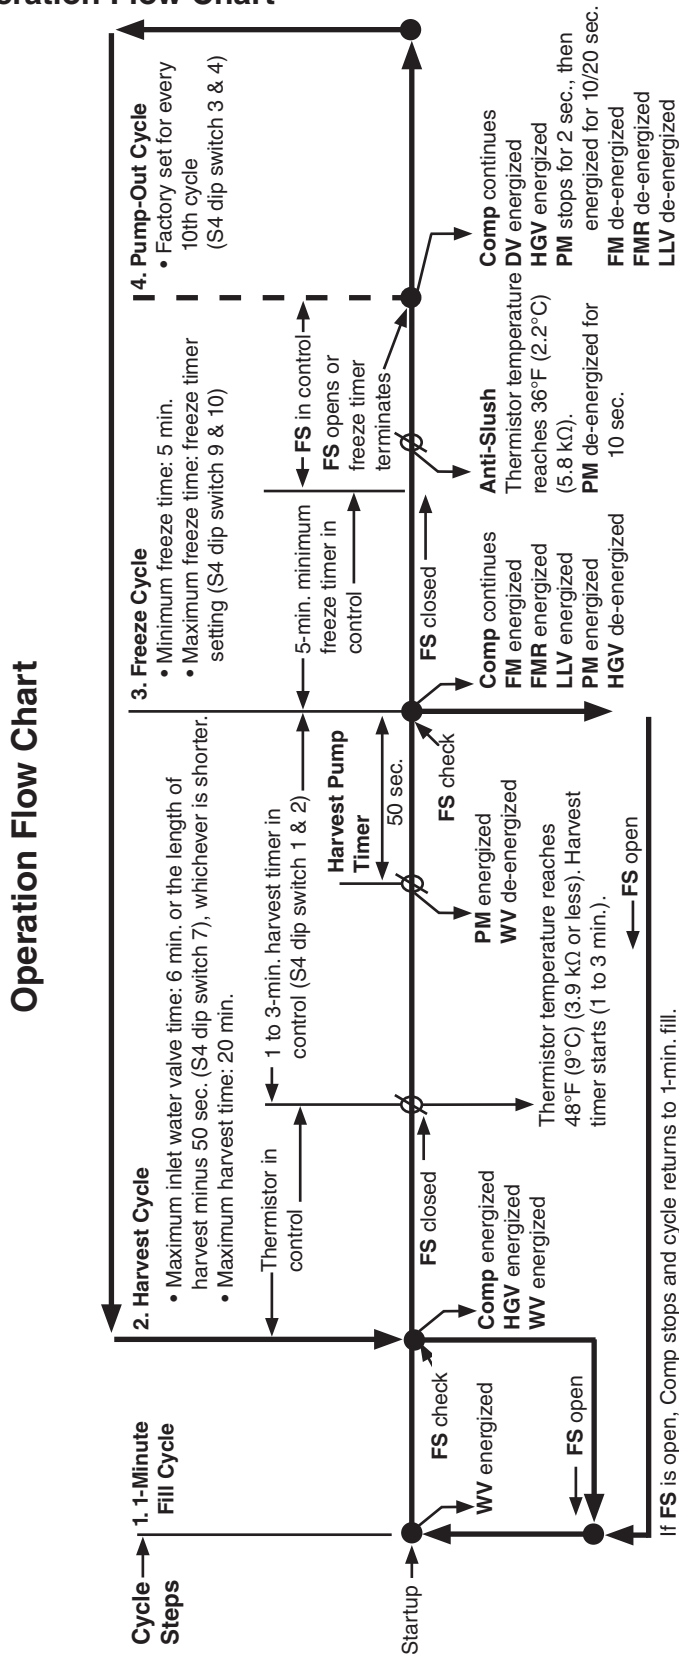 eration Flow Chart
Operation Flow Chart
Cycle
Steps
1. 1-Minute
Fill Cycle
2. Harvest Cycle
• Maximum inlet water valve time: 6 min. or the length of
harvest minus 50 sec. (S4 dip switch 7), whichever is shorter.
• Maximum harvest time: 20 min.
3. Freeze Cycle
• Minimum freeze time: 5 min.
• Maximum freeze time: freeze timer
setting (S4 dip switch 9 & 10)
4. Pump-Out Cycle
• Factory set for every
10th cycle
(S4 dip switch 3 & 4)
Thermistor in
control
1 to 3-min. harvest timer in
control (S4 dip switch 1 & 2)
Harvest Pump
Timer
50 sec.
5-min. minimum
freeze timer in
control
FS in control
FS opens or
freeze timer
terminates
Startup
WV energized
FS check
Comp energized
HGV energized
WV energized
FS closed
Thermistor temperature reaches
48°F (9°C) (3.9 kΩ or less). Harvest
timer starts (1 to 3 min.).
PM energized
WV de-energized
FS check
Comp continues
FM energized
FMR energized
LLV energized
PM energized
HGV de-energized
FS closed
Anti-Slush
Thermistor temperature
reaches 36°F (2.2°C)
(5.8 kΩ).
PM de-energized for
10 sec.
Comp continues
DV energized
HGV energized
PM stops for 2 sec., then
energized for 10/20 sec.
FM de-energized
FMR de-energized
LLV de-energized
FS open
FS open
If FS is open, Comp stops and cycle returns to 1-min. fill.